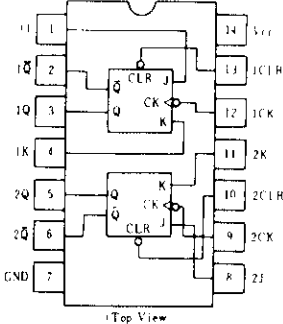 1J 1 14 Vcc
1Q̄ 2 CLR J 13 1CLR
Q̄
1Q 3 Q CK 12 1CK
K
1K 4 11 2K
2Q 5 Q K 10 2CLR
CK
2Q̄ 6 Q̄ J 9 2CK
CLR
GND 7 8 2J
(Top View